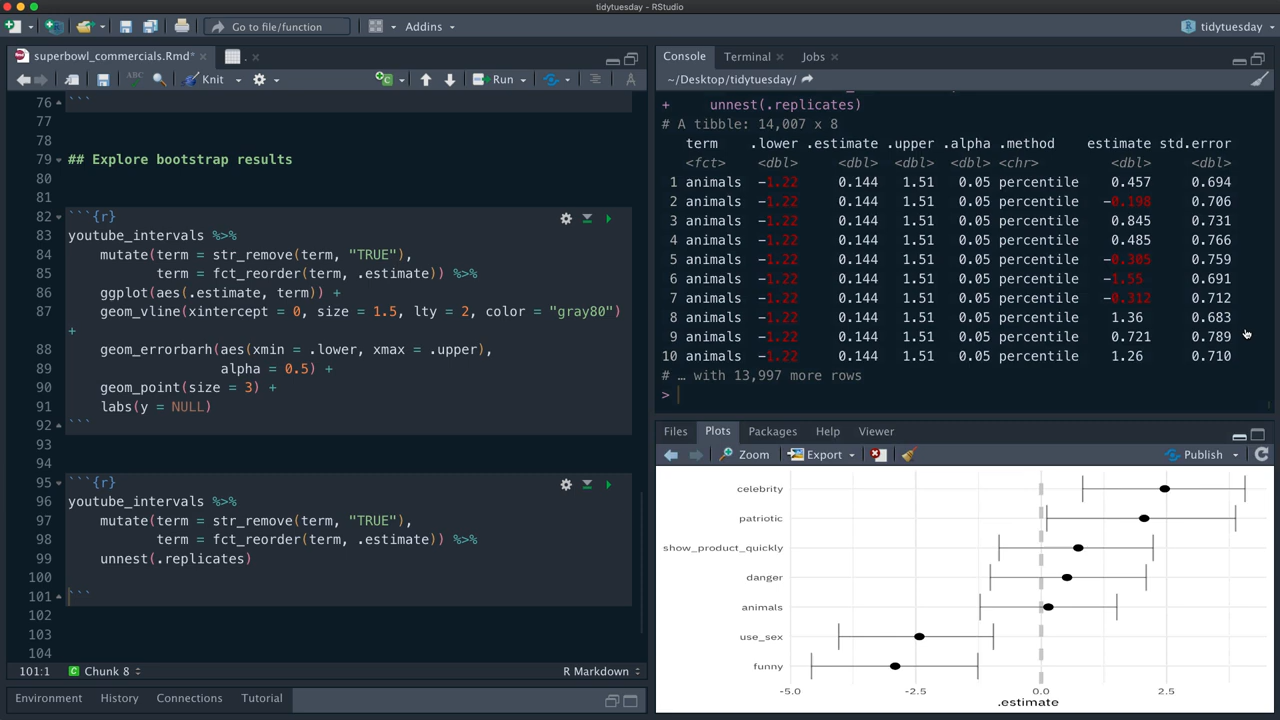 tidytuesday - RStudio
Go to file/function
Addins
tidytuesday
superbowl_commercials.Rmd*
ABC
Knit
Run
76 ```
77
78
79 ## Explore bootstrap results
80
81
82 ```{r}
83 youtube_intervals %>%
84 mutate(term = str_remove(term, "TRUE"),
85 term = fct_reorder(term, .estimate)) %>%
86 ggplot(aes(.estimate, term)) +
87 geom_vline(xintercept = 0, size = 1.5, lty = 2, color = "gray80")
+
88 geom_errorbarh(aes(xmin = .lower, xmax = .upper),
89 alpha = 0.5) +
90 geom_point(size = 3) +
91 labs(y = NULL)
92 ```
93
94
95 ```{r}
96 youtube_intervals %>%
97 mutate(term = str_remove(term, "TRUE"),
98 term = fct_reorder(term, .estimate)) %>%
99 unnest(.replicates)
100
101 ```
102
103
104
101:1 Chunk 8 R Markdown
Environment History Connections Tutorial
Console Terminal Jobs
~/Desktop/tidytuesday/
+ unnest(.replicates)
# A tibble: 14,007 x 8
term .lower .estimate .upper .alpha .method estimate std.error
<fct> <dbl> <dbl> <dbl> <dbl> <chr> <dbl> <dbl>
1 animals -1.22 0.144 1.51 0.05 percentile 0.457 0.694
2 animals -1.22 0.144 1.51 0.05 percentile -0.198 0.706
3 animals -1.22 0.144 1.51 0.05 percentile 0.845 0.731
4 animals -1.22 0.144 1.51 0.05 percentile 0.485 0.766
5 animals -1.22 0.144 1.51 0.05 percentile -0.305 0.759
6 animals -1.22 0.144 1.51 0.05 percentile -1.55 0.691
7 animals -1.22 0.144 1.51 0.05 percentile -0.312 0.712
8 animals -1.22 0.144 1.51 0.05 percentile 1.36 0.683
9 animals -1.22 0.144 1.51 0.05 percentile 0.721 0.789
10 animals -1.22 0.144 1.51 0.05 percentile 1.26 0.710
# … with 13,997 more rows
>
Files Plots Packages Help Viewer
Zoom Export Publish
celebrity
patriotic
show_product_quickly
danger
animals
use_sex
funny
-5.0 -2.5 0.0 2.5
.estimate